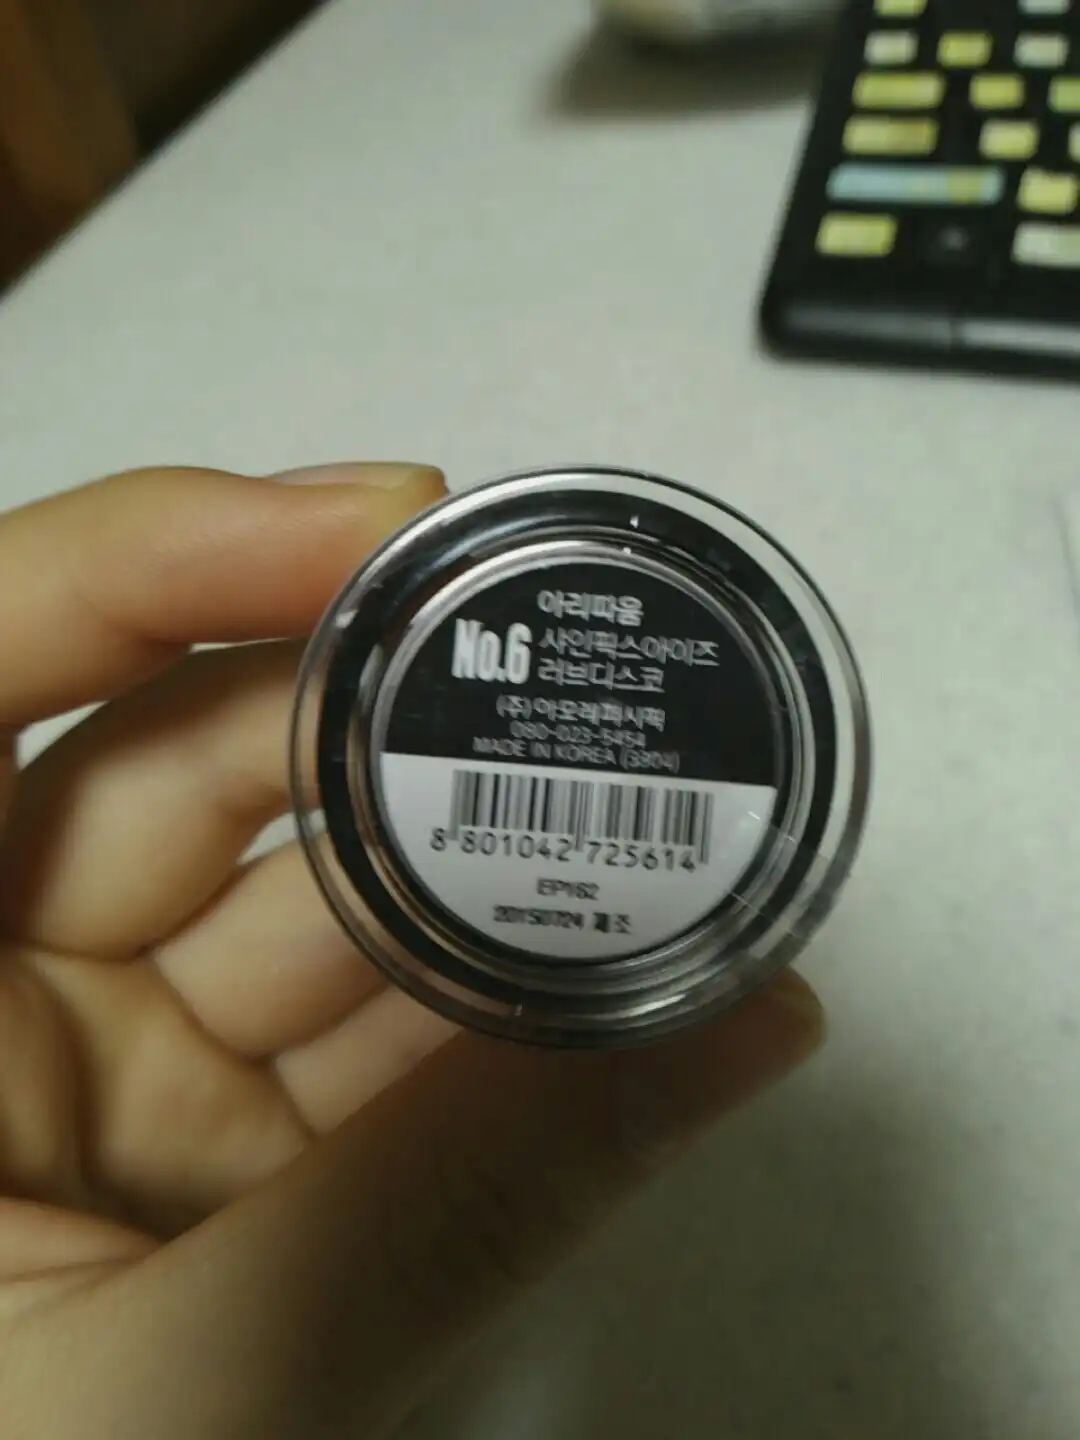 아리따움
No.6 샤인픽스아이즈
러브디스코
(주)아모레퍼시픽
080-023-5454
MADE IN KOREA (3804)
8 801042 725614
EP162
20150724 제조